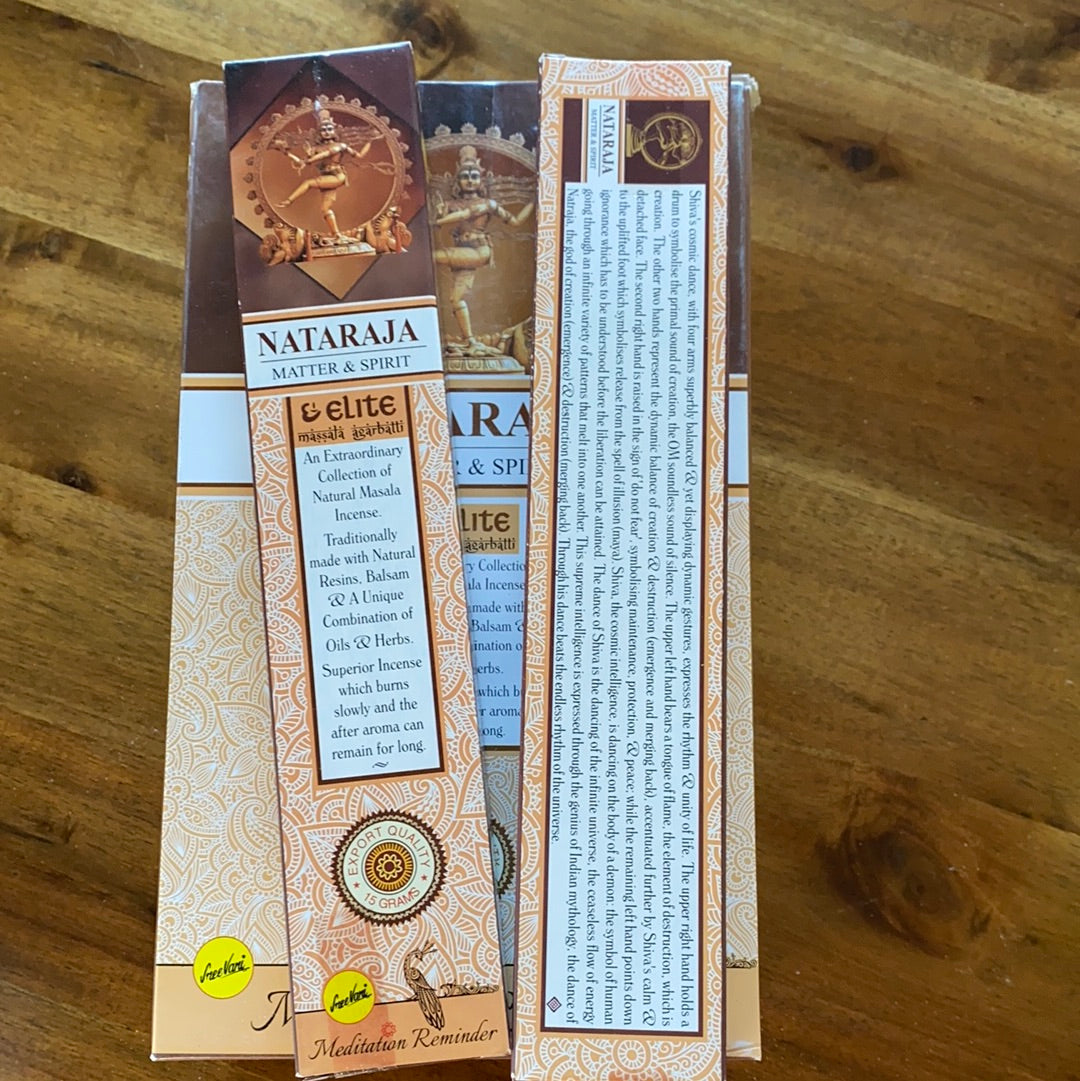 NATARAJA
MATTER & SPIRIT
& ELITE
massala agarbatti
An Extraordinary
Collection of
Natural Masala
Incense.
Traditionally
made with Natural
Resins, Balsam
& A Unique
Combination of
Oils & Herbs.
Superior Incense
which burns
slowly and the
after aroma can
remain for long.
EXPORT QUALITY
15 GRAMS
SreeVani
Meditation Reminder
ARA
& SPI
LITE
agarbatti
y Collectio
ala Incense
made with
Balsam &
ination o
erbs.
which bu
r aroma
ong.
SreeVani
M
NATARAJA
MATTER & SPIRIT
Shiva's cosmic dance, with four arms superbly balanced & yet displaying dynamic gestures, expresses the rhythm & unity of life. The upper right hand holds a
drum to symbolise the primal sound of creation, the OM soundless sound of silence. The upper left hand bears a tongue of flame, the element of destruction, which is
creation. The other two hands represent the dynamic balance of creation & destruction (emergence and merging back), accentuated further by Shiva's calm &
detached face. The second right hand is raised in the sign of 'do not fear', symbolising maintenance, protection, & peace; while the remaining left hand points down
to the uplifted foot which symbolises release from the spell of illusion (maya). Shiva, the cosmic intelligence, is dancing on the body of a demon: the symbol of human
ignorance which has to be understood before the liberation can be attained. The dance of Shiva is the dancing of the infinite universe, the ceaseless flow of energy
going through an infinite variety of patterns that melt into one another. This supreme intelligence is expressed through the genius of Indian mythology, the dance of
Natraja, the god of creation (emergence) & destruction (merging back). Through his dance beats the endless rhythm of the universe.